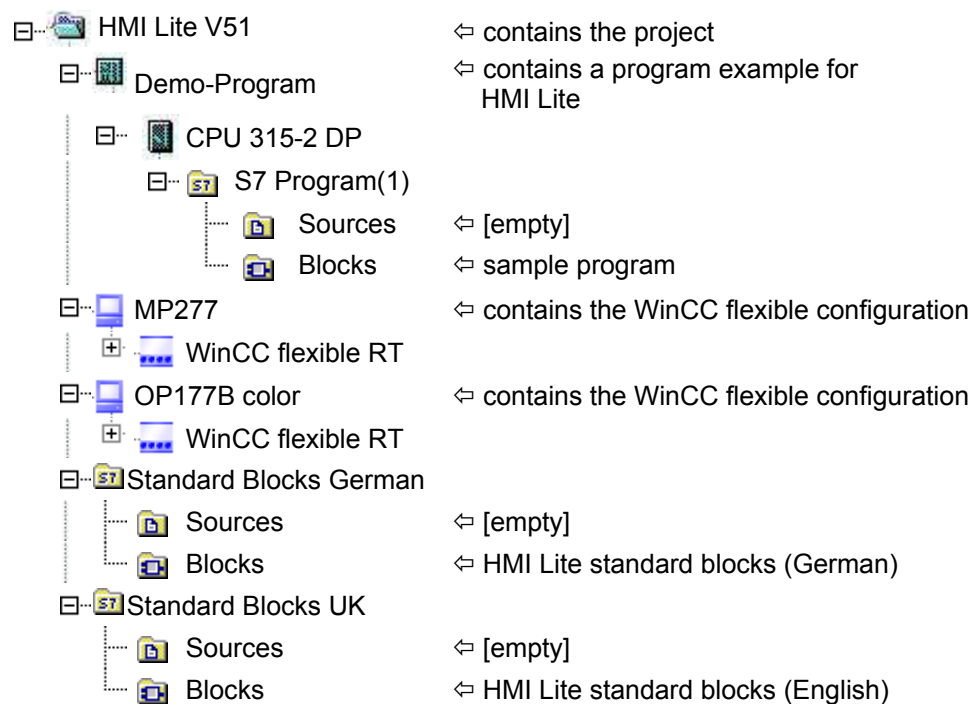 HMI Lite V51 ⇦ contains the project
Demo-Program ⇦ contains a program example for
HMI Lite
CPU 315-2 DP
S7 Program(1)
Sources ⇦ [empty]
Blocks ⇦ sample program
MP277 ⇦ contains the WinCC flexible configuration
WinCC flexible RT
OP177B color ⇦ contains the WinCC flexible configuration
WinCC flexible RT
Standard Blocks German
Sources ⇦ [empty]
Blocks ⇦ HMI Lite standard blocks (German)
Standard Blocks UK
Sources ⇦ [empty]
Blocks ⇦ HMI Lite standard blocks (English)